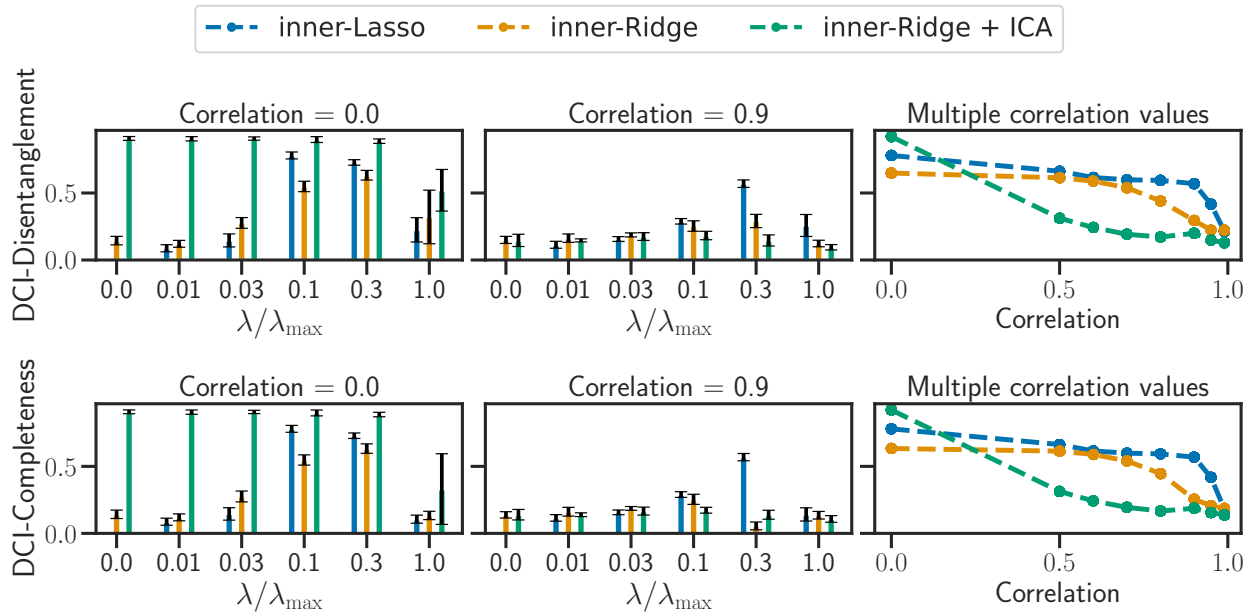 inner-Lasso inner-Ridge inner-Ridge + ICA
DCI-Disentanglement
Correlation = 0.0 Correlation = 0.9 Multiple correlation values
0.5
0.0
0.0 0.01 0.03 0.1 0.3 1.0 0.0 0.01 0.03 0.1 0.3 1.0 0.0 0.5 1.0
λ/λmax λ/λmax Correlation
DCI-Completeness
Correlation = 0.0 Correlation = 0.9 Multiple correlation values
0.5
0.0
0.0 0.01 0.03 0.1 0.3 1.0 0.0 0.01 0.03 0.1 0.3 1.0 0.0 0.5 1.0
λ/λmax λ/λmax Correlation